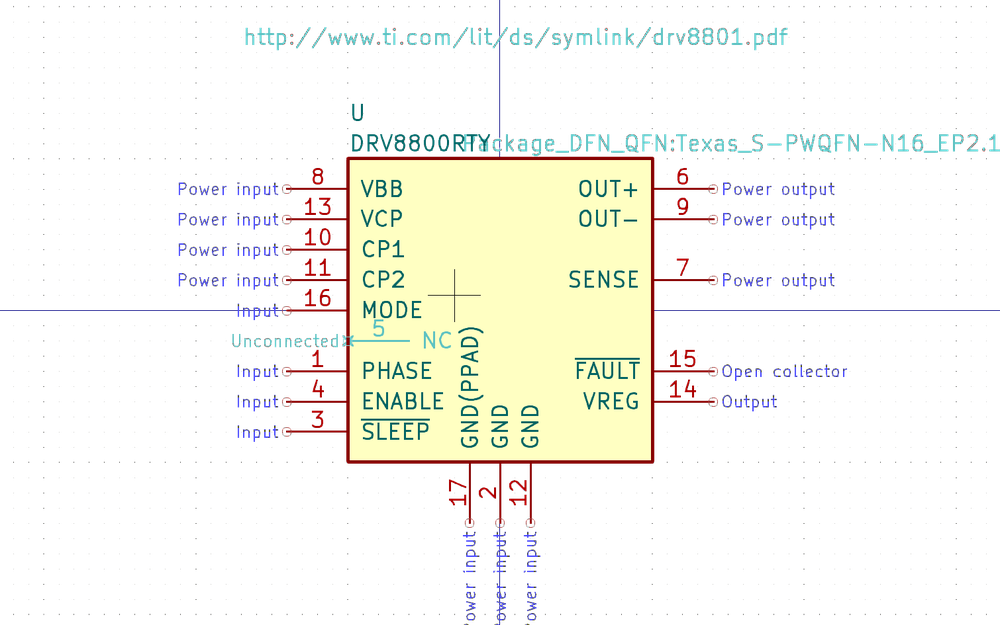 http://www.ti.com/lit/ds/symlink/drv8801.pdf
U
DRV8800RTY
Package_DFN_QFN:Texas_S-PWQFN-N16_EP2.1
Power input 8 VBB OUT+ 6 Power output
Power input 13 VCP OUT- 9 Power output
Power input 10 CP1
Power input 11 CP2 SENSE 7 Power output
Input 16 MODE
Unconnected 5 NC
Input 1 PHASE FAULT 15 Open collector
Input 4 ENABLE VREG 14 Output
Input 3 SLEEP
GND(PPAD) 17 Power input
GND 2 Power input
GND 12 Power input